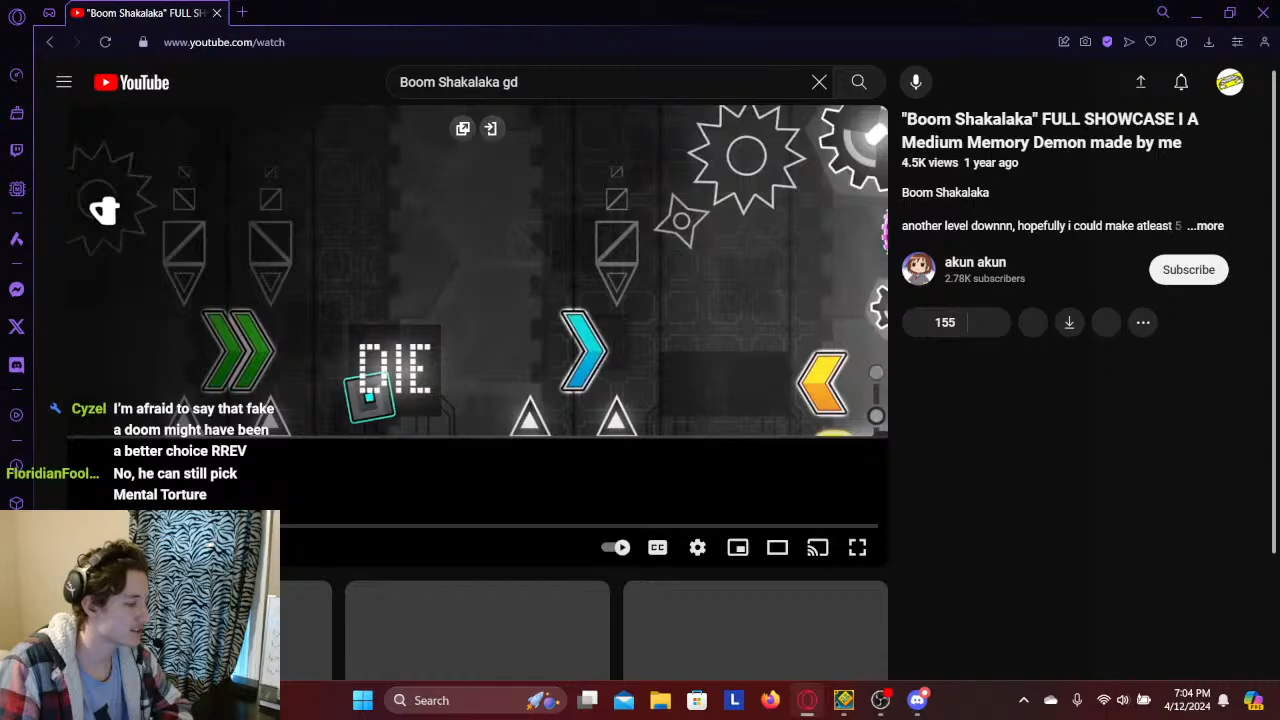 "Boom Shakalaka" FULL SH
www.youtube.com/watch
YouTube
Boom Shakalaka gd
DIE
Cyzel I'm afraid to say that fake
a doom might have been
a better choice RREV
FloridianFool... No, he can still pick
Mental Torture
CC
"Boom Shakalaka" FULL SHOWCASE I A
Medium Memory Demon made by me
4.5K views 1 year ago
Boom Shakalaka
another level downnn, hopefully i could make atleast 5 ...more
akun akun
2.78K subscribers
Subscribe
155
Search
L
7:04 PM
4/12/2024
PRE